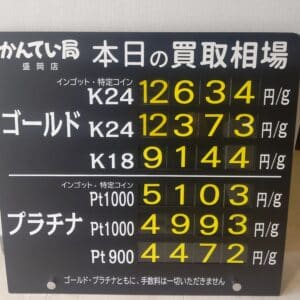 かんてい局 本日の買取相場
盛岡店
インゴット・特定コイン
K24 12634 円/g
ゴールド K24 12373 円/g
K18 9144 円/g
インゴット・特定コイン
Pt1000 5103 円/g
プラチナ Pt1000 4993 円/g
Pt900 4472 円/g
ゴールド・プラチナともに、手数料は一切いただきません